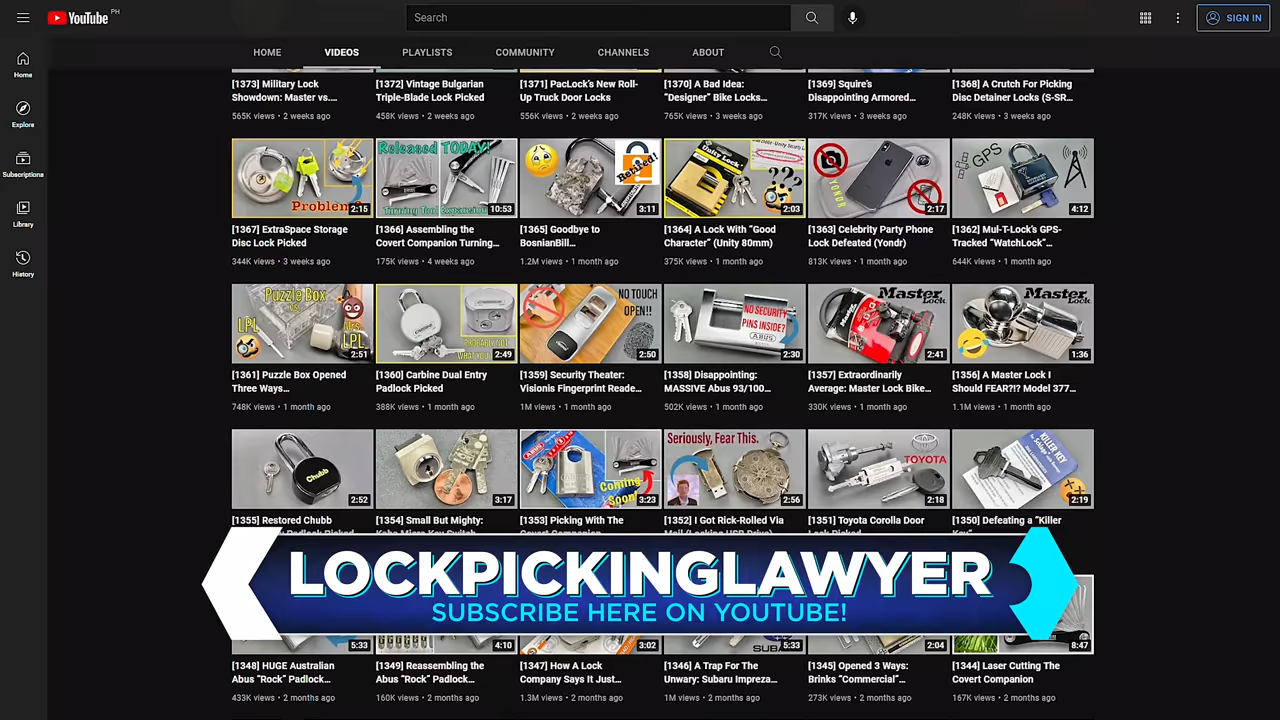 YouTube PH
Search
SIGN IN
HOME
VIDEOS
PLAYLISTS
COMMUNITY
CHANNELS
ABOUT
Home
Explore
Subscriptions
Library
History
[1373] Military Lock
Showdown: Master vs....
565K views • 2 weeks ago
[1372] Vintage Bulgarian
Triple-Blade Lock Picked
458K views • 2 weeks ago
[1371] PacLock's New Roll-
Up Truck Door Locks
556K views • 2 weeks ago
[1370] A Bad Idea:
"Designer" Bike Locks...
765K views • 3 weeks ago
[1369] Squire's
Disappointing Armored...
317K views • 3 weeks ago
[1368] A Crutch For Picking
Disc Detainer Locks (S-SR...
248K views • 3 weeks ago
Problem
2:15
[1367] ExtraSpace Storage
Disc Lock Picked
344K views • 3 weeks ago
Released TODAY!
Turning Tool Expansion
10:53
[1366] Assembling the
Covert Companion Turning...
175K views • 4 weeks ago
Retired!
3:11
[1365] Goodbye to
BosnianBill...
1.2M views • 1 month ago
Unity Lock
???
2:03
[1364] A Lock With "Good
Character" (Unity 80mm)
375K views • 1 month ago
YONDR
2:17
[1363] Celebrity Party Phone
Lock Defeated (Yondr)
813K views • 1 month ago
GPS
4:12
[1362] Mul-T-Lock's GPS-
Tracked "WatchLock"...
644K views • 1 month ago
Puzzle Box
vs.
LPL
Mrs.
LPL
2:51
[1361] Puzzle Box Opened
Three Ways...
748K views • 1 month ago
PROBABLY NOT
WHAT YOU
2:49
[1360] Carbine Dual Entry
Padlock Picked
388K views • 1 month ago
NO TOUCH
OPEN!!
2:50
[1359] Security Theater:
Visionis Fingerprint Reade...
1M views • 1 month ago
NO SECURITY
PINS INSIDE?
ABUS
2:30
[1358] Disappointing:
MASSIVE Abus 93/100...
502K views • 1 month ago
Master
Lock
2:41
[1357] Extraordinarily
Average: Master Lock Bike...
330K views • 1 month ago
Master
Lock
1:36
[1356] A Master Lock I
Should FEAR?!? Model 377...
1.1M views • 1 month ago
Chubb
2:52
[1355] Restored Chubb
3:17
[1354] Small But Mighty:
ABUS
Coming
Soon!
3:23
[1353] Picking With The
Seriously, Fear This.
2:56
[1352] I Got Rick-Rolled Via
TOYOTA
2:18
[1351] Toyota Corolla Door
KILLER
KEY
2:19
[1350] Defeating a "Killer
LOCKPICKINGLAWYER
SUBSCRIBE HERE ON YOUTUBE!
5:33
[1348] HUGE Australian
Abus "Rock" Padlock...
433K views • 2 months ago
4:10
[1349] Reassembling the
Abus "Rock" Padlock...
160K views • 2 months ago
3:02
[1347] How A Lock
Company Says It Just...
1.3M views • 2 months ago
5:33
[1346] A Trap For The
Unwary: Subaru Impreza...
1M views • 2 months ago
2:04
[1345] Opened 3 Ways:
Brinks "Commercial"...
273K views • 2 months ago
8:47
[1344] Laser Cutting The
Covert Companion
167K views • 2 months ago